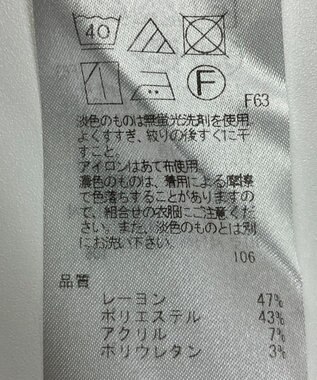 40
F
F63
淡色のものは無蛍光洗剤を使用。
よくすすぎ、絞りの後すぐに干
すこと。
アイロンはあて布使用。
濃色のものは、着用による摩擦
で色落ちすることがありますの
で、組合せの衣服にご注意くだ
さい。また、淡色のものとは別
にお洗い下さい。
106
品質
レーヨン 47%
ポリエステル 43%
アクリル 7%
ポリウレタン 3%